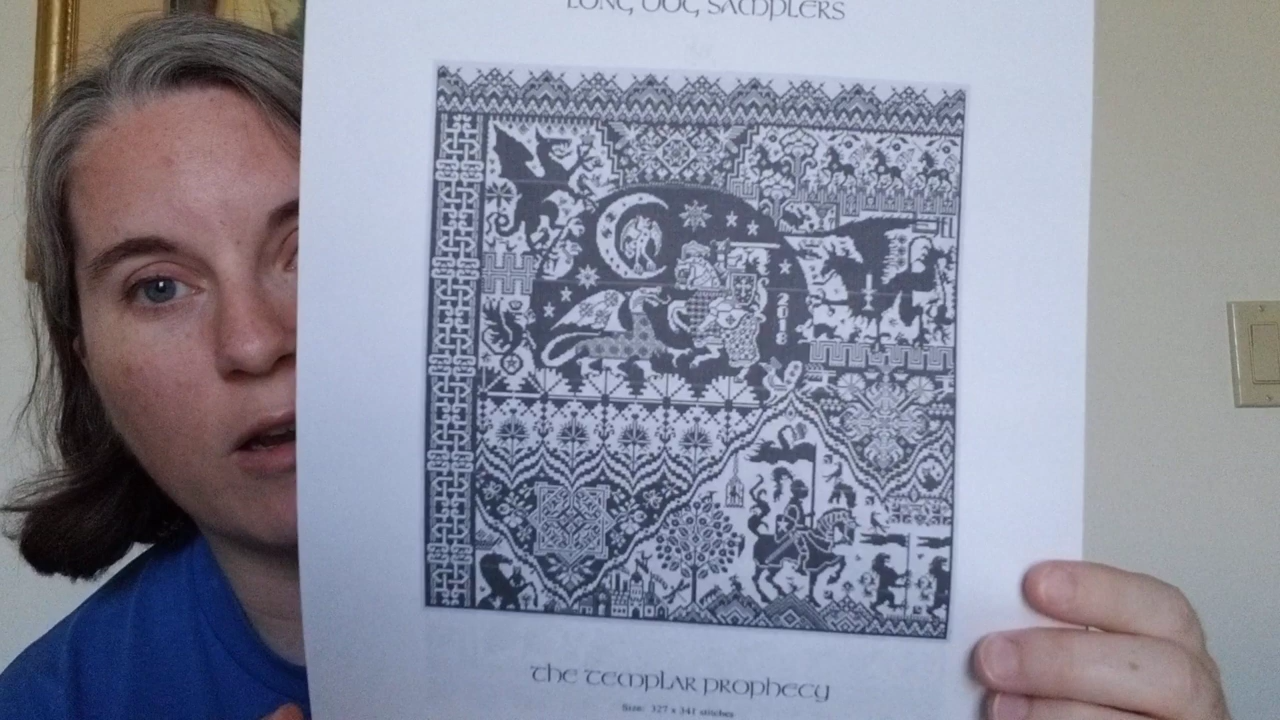 LONG DOG SAMPLERS
2018
the templar prophecy
Size: 327 x 341 stitches